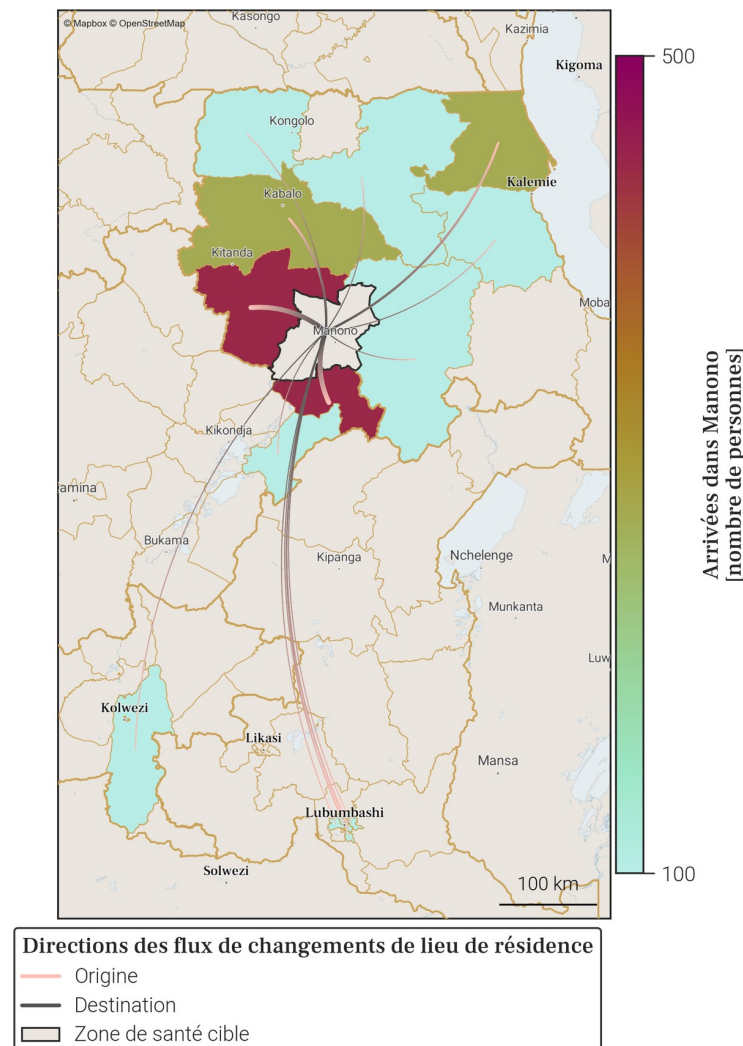 © Mapbox © OpenStreetMap
Kasongo
Kazimia
Kigoma
Kongolo
Kalemie
Kabalo
Kitanda
Moba
Manono
Kikondja
amina
Bukama
Kipanga
Nchelenge
M
Munkanta
Luw
Kolwezi
Likasi
Mansa
Lubumbashi
Solwezi
100 km
500
100
Arrivées dans Manono
[nombre de personnes]
Directions des flux de changements de lieu de résidence
Origine
Destination
Zone de santé cible